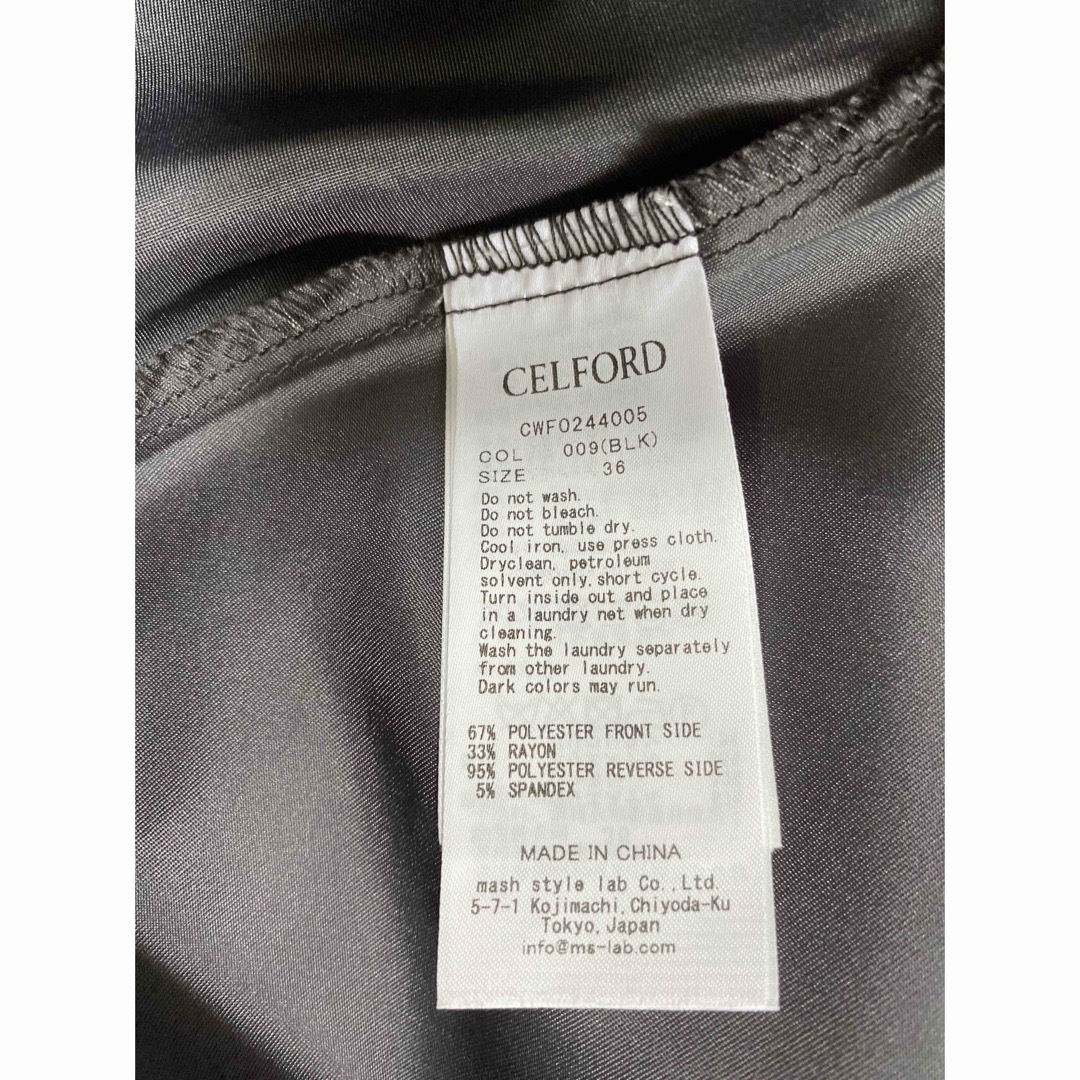 CELFORD
CWFO244005
COL 009(BLK)
SIZE 36
Do not wash.
Do not bleach.
Do not tumble dry.
Cool iron, use press cloth.
Dryclean, petroleum
solvent only, short cycle.
Turn inside out and place
in a laundry net when dry
cleaning.
Wash the laundry separately
from other laundry.
Dark colors may run.
67% POLYESTER FRONT SIDE
33% RAYON
95% POLYESTER REVERSE SIDE
5% SPANDEX
MADE IN CHINA
mash style lab Co.,Ltd.
5-7-1 Kojimachi,Chiyoda-Ku
Tokyo,Japan
info@ms-lab.com